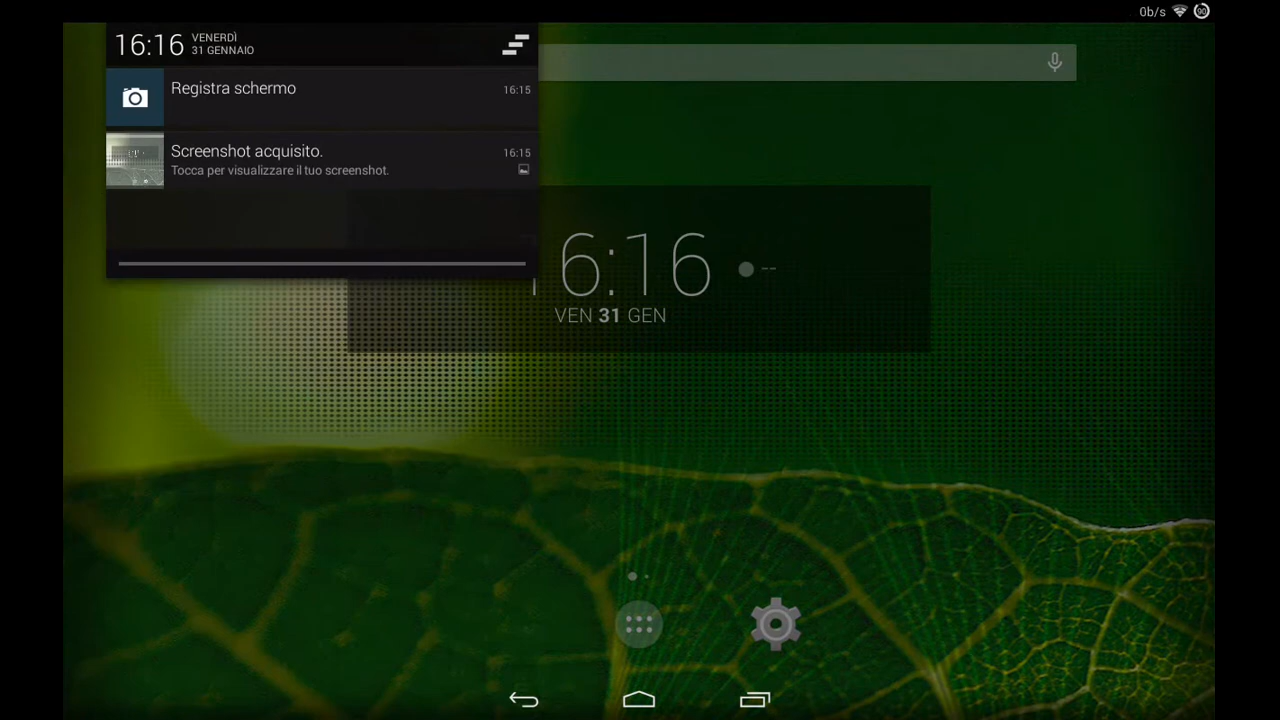 0b/s
90
16:16
VENERDÌ
31 GENNAIO
Registra schermo
16:15
Screenshot acquisito.
16:15
Tocca per visualizzare il tuo screenshot.
6:16
--
VEN 31 GEN